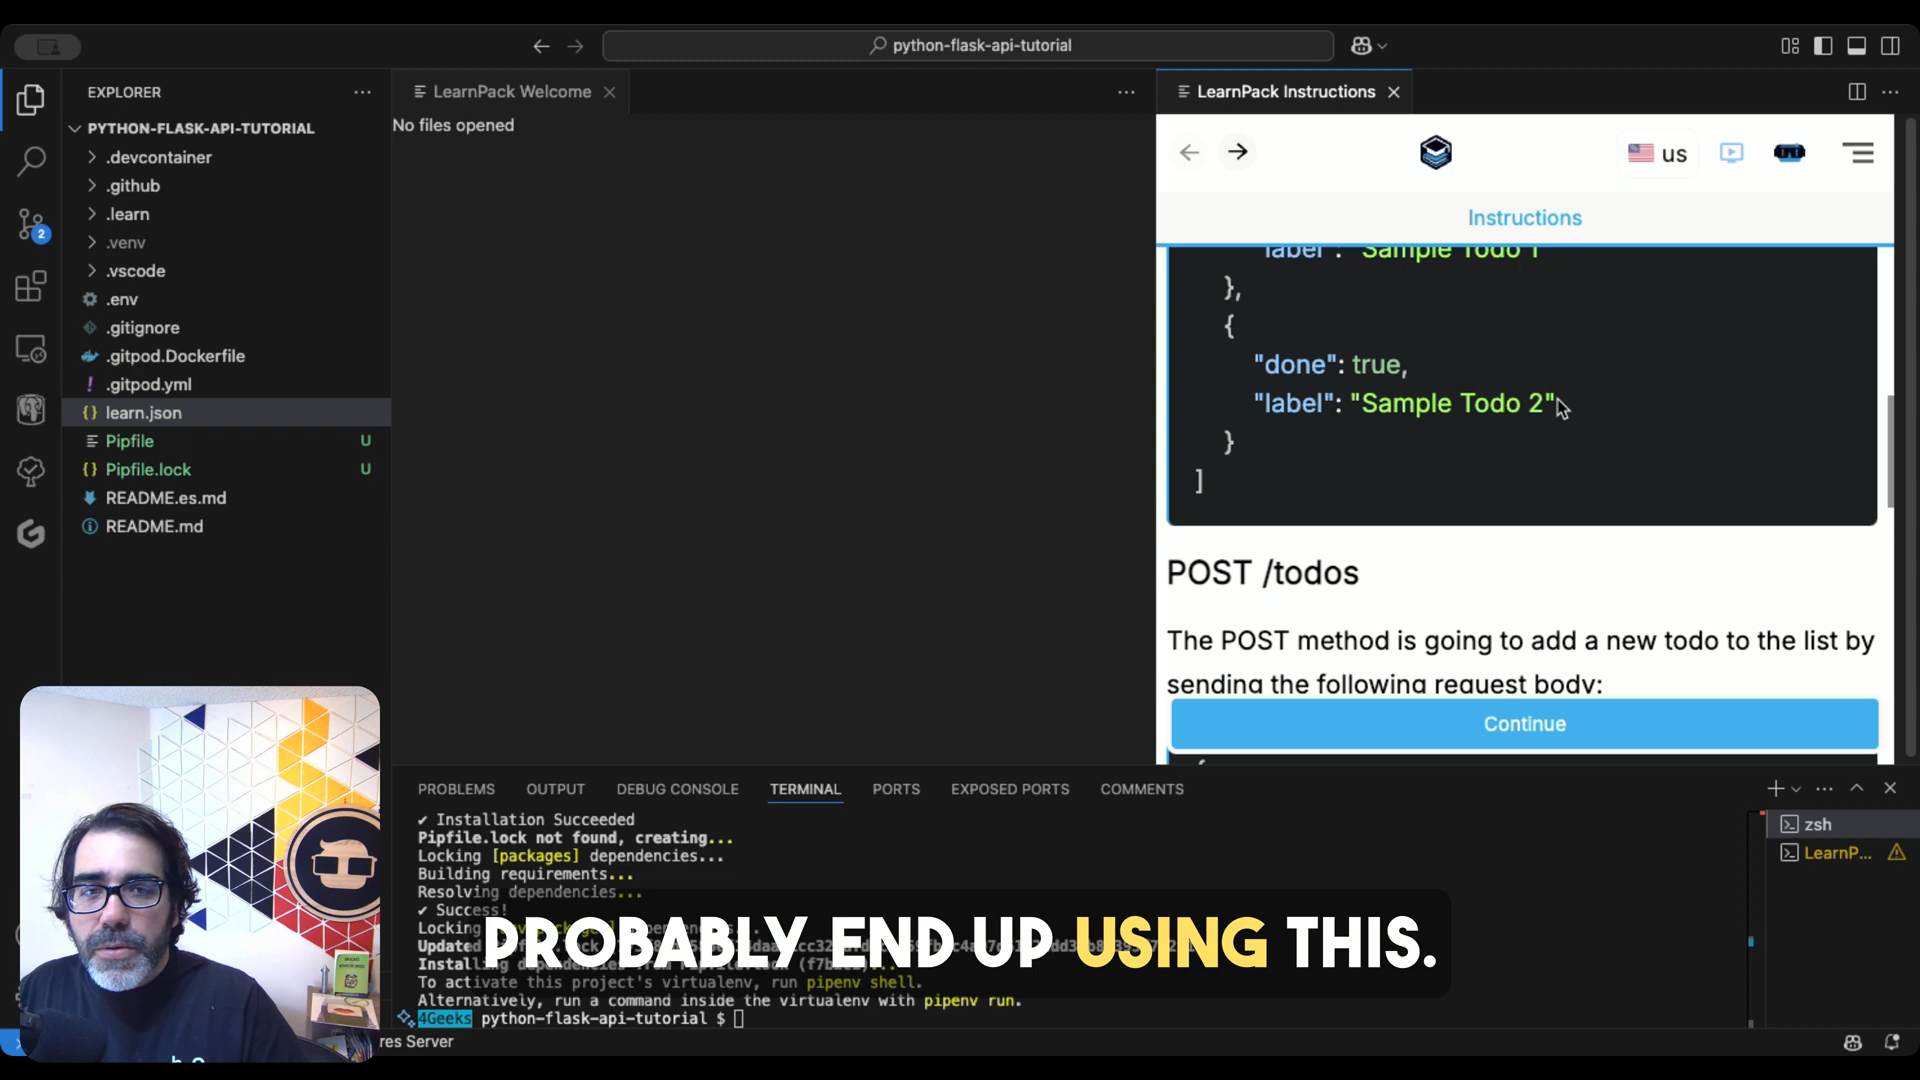 python-flask-api-tutorial
EXPLORER
PYTHON-FLASK-API-TUTORIAL
.devcontainer
.github
.learn
.venv
.vscode
.env
.gitignore
.gitpod.Dockerfile
.gitpod.yml
learn.json
Pipfile U
Pipfile.lock U
README.es.md
README.md
2
LearnPack Welcome
No files opened
LearnPack Instructions
us
Instructions
"label": "Sample Todo 1"
},
{
"done": true,
"label": "Sample Todo 2"
}
]
POST /todos
The POST method is going to add a new todo to the list by
sending the following request body:
Continue
{
PROBLEMS OUTPUT DEBUG CONSOLE TERMINAL PORTS EXPOSED PORTS COMMENTS
✔ Installation Succeeded
Pipfile.lock not found, creating...
Locking [packages] dependencies...
Building requirements...
Resolving dependencies...
✔ Success!
Locking
Updated
To activate this project's virtualenv, run pipenv shell.
Alternatively, run a command inside the virtualenv with pipenv run.
4Geeks python-flask-api-tutorial $
zsh
LearnP...
PROBABLY END UP USING THIS.
res Server